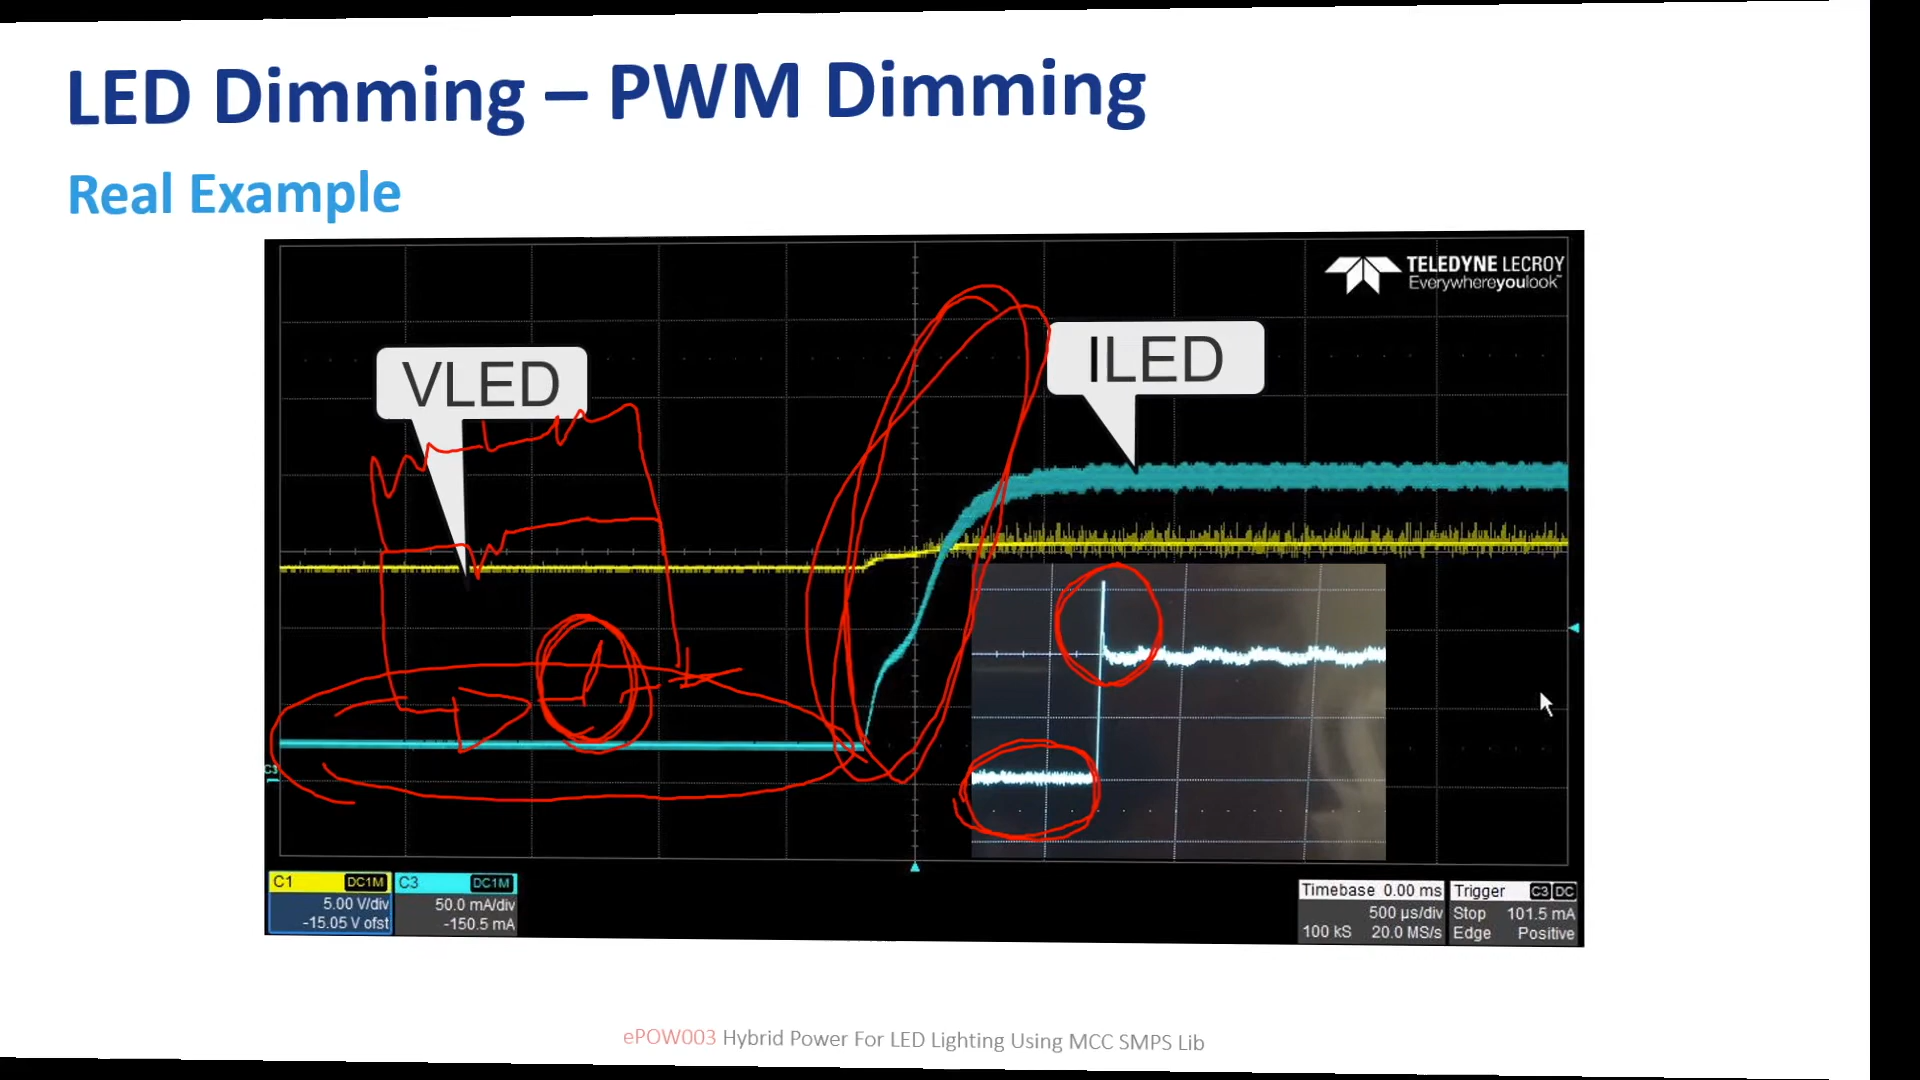 LED Dimming – PWM Dimming
Real Example
TELEDYNE LECROY
Everywhereyoulook™
VLED
ILED
C3
C1 DC1M
5.00 V/div
-15.05 V ofst
C3 DC1M
50.0 mA/div
-150.5 mA
Timebase 0.00 ms
500 µs/div
100 kS 20.0 MS/s
Trigger C3 DC
Stop 101.5 mA
Edge Positive
ePOW003 Hybrid Power For LED Lighting Using MCC SMPS Lib